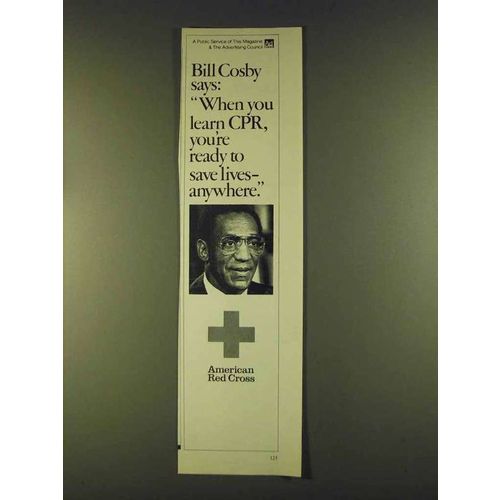 A Public Service of This Magazine
& The Advertising Council
Bill Cosby
says:
“When you
learn CPR,
you're
ready to
save lives–
anywhere.”
American
Red Cross
121